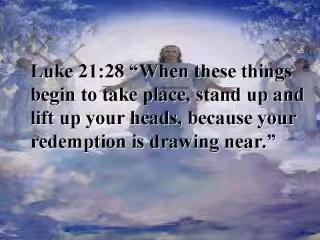 Luke 21:28 “When these things
begin to take place, stand up and
lift up your heads, because your
redemption is drawing near.”